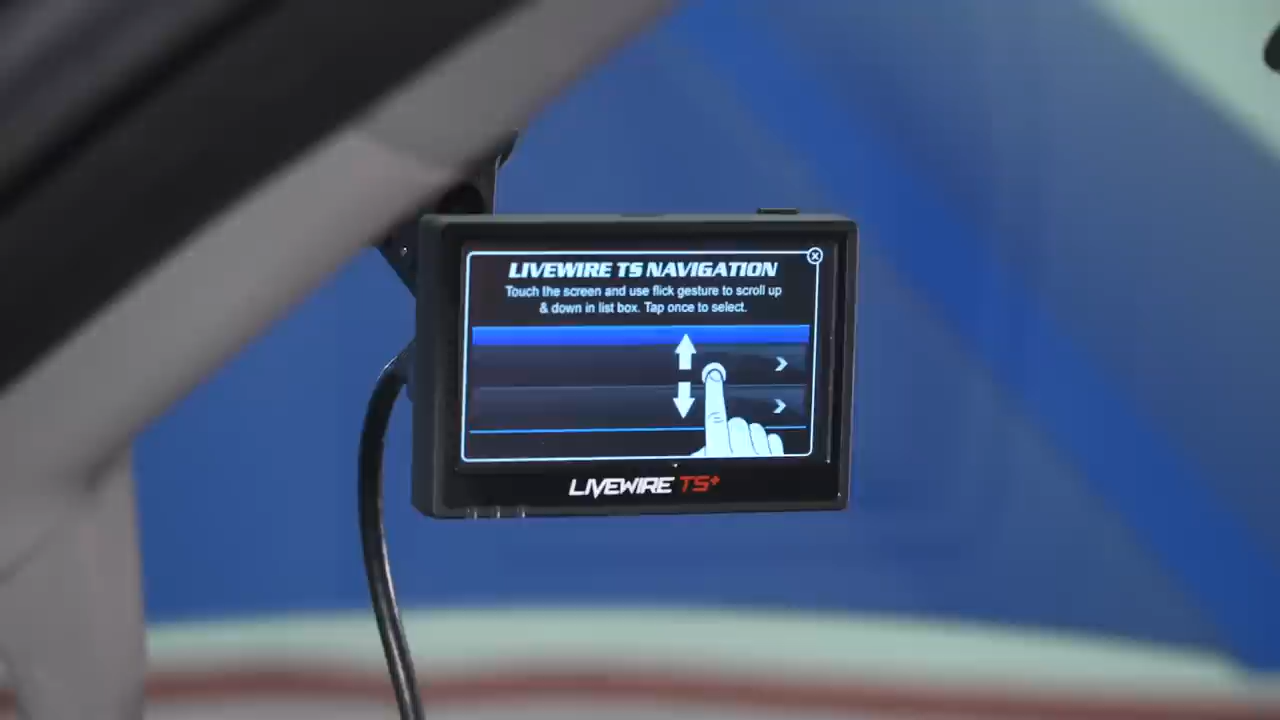 LIVEWIRE TS NAVIGATION
Touch the screen and use flick gesture to scroll up
& down in list box. Tap once to select.
LIVEWIRE TS+